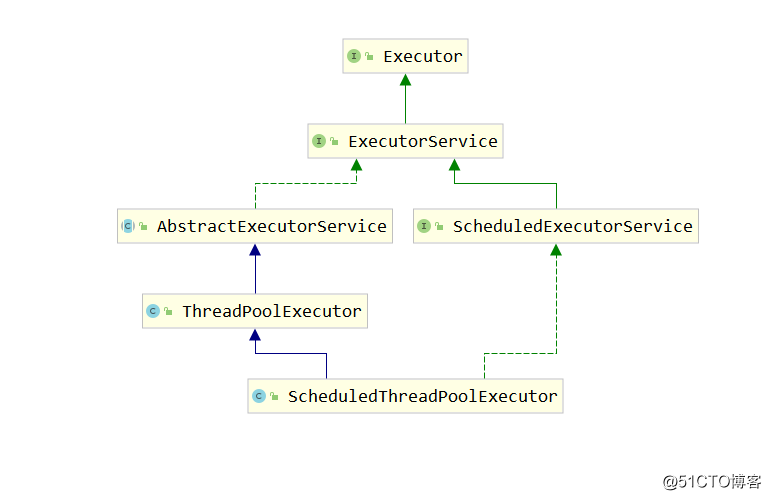 I Executor
I ExecutorService
C AbstractExecutorService
I ScheduledExecutorService
C ThreadPoolExecutor
C ScheduledThreadPoolExecutor
@51CTO博客